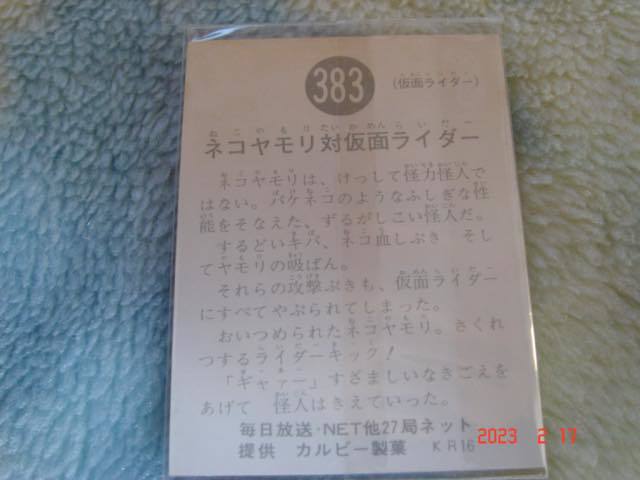 383
(仮面ライダー)
ネコヤモリ対仮面ライダー
ネコヤモリは、けっして怪力怪人で
はない。バケネコのようなふしぎな怪
能をそなえた、ずるがしこい怪人だ。
するどいキバ、ネコ血しぶき そし
てヤモリの吸ばん。
それらの攻撃ぶきも、仮面ライダー
にすべてやぶられてしまった。
おいつめられたネコヤモリ。さくれ
つするライダーキック!
「ギャァー」すざましいなきごえを
あげて 怪人はきえていった。
毎日放送・NET他27局ネット
提供 カルビー製菓 KR16
2023 2 17